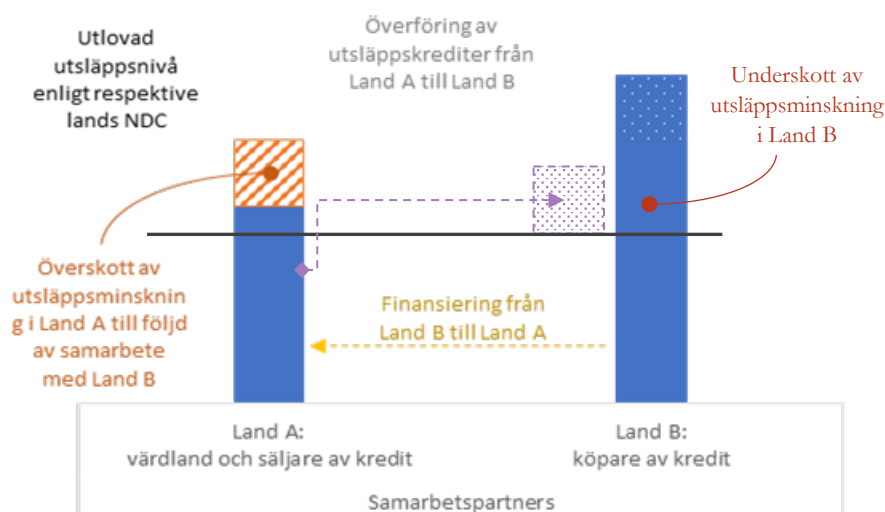 Utlovad
utsläppsnivå
enligt respektive
lands NDC
Överföring av
utsläppskrediter från
Land A till Land B
Underskott av
utsläppsminskning
i Land B
Överskott av
utsläppsminsknin
g i Land A till följd
av samarbete
med Land B
Finansiering från
Land B till Land A
Land A:
värdland och säljare av kredit
Land B:
köpare av kredit
Samarbetspartners